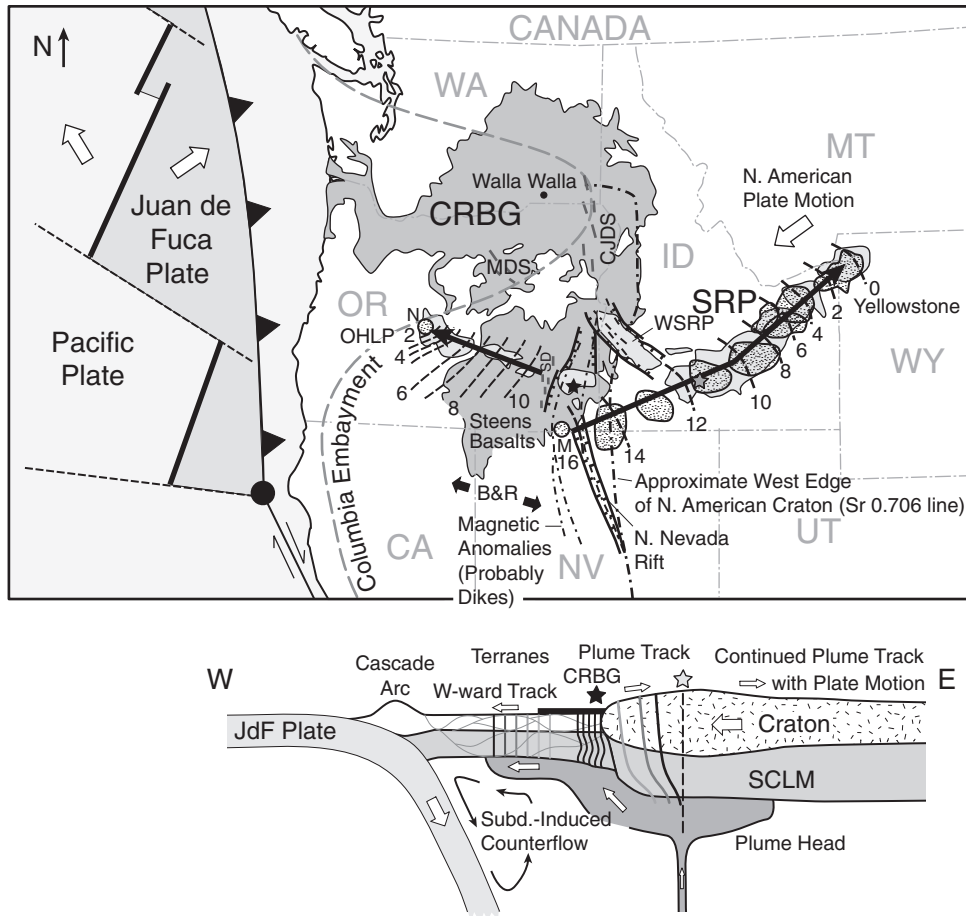 CANADA
N
WA
MT
Walla Walla
N. American
Plate Motion
Juan de
Fuca
Plate
CRBG
CJDS
ID
MDS
SRP
0
2
Yellowstone
OR
N
OHLP
2
4
WSRP
4
6
Pacific
Plate
6
8
10
SD
8
10
12
WY
Steens
Basalts
M
16
14
Columbia Embayment
Approximate West Edge
of N. American Craton (Sr 0.706 line)
B&R
Magnetic
Anomalies
(Probably
Dikes)
CA
NV
N. Nevada
Rift
UT
W
Cascade
Arc
Terranes
W-ward Track
Plume Track
CRBG
Continued Plume Track
with Plate Motion
E
JdF Plate
Craton
SCLM
Subd.-Induced
Counterflow
Plume Head